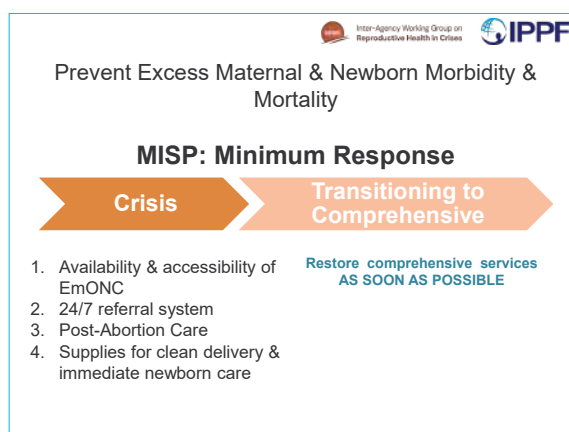 Inter-Agency Working Group on
Reproductive Health in Crises
IPPF
Prevent Excess Maternal & Newborn Morbidity &
Mortality
MISP: Minimum Response
Crisis
Transitioning to
Comprehensive
1. Availability & accessibility of
EmONC
2. 24/7 referral system
3. Post-Abortion Care
4. Supplies for clean delivery &
immediate newborn care
Restore comprehensive services
AS SOON AS POSSIBLE